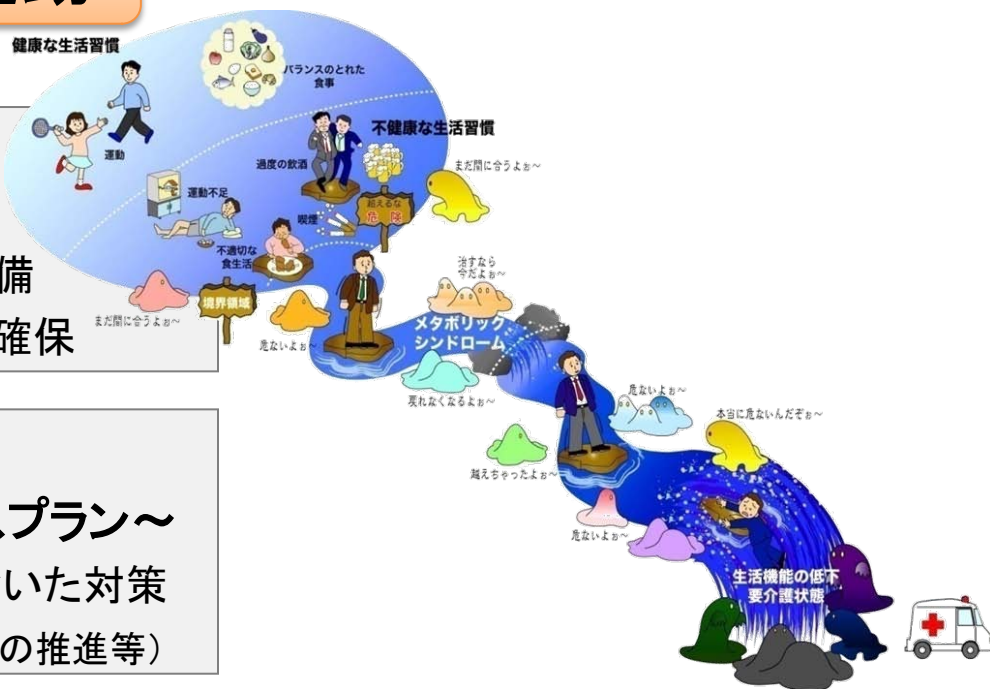 健康な生活習慣
バランスのとれた
食事
運動
不健康な生活習慣
過度の飲酒
まだ間に合うよぉ～
運動不足
超えるな
危険
喫煙
不適切な
食生活
治すなら
今だよぉ～
境界領域
まだ間に合うよぉ～
危ないよぉ～
メタボリック
シンドローム
戻れなくなるよぉ～
危ないよぉ～
本当に危ないんだぞぉ～
越えちゃったよぉ～
危ないよぉ～
生活機能の低下
要介護状態
備
確保
プラン～
いた対策
の推進等）